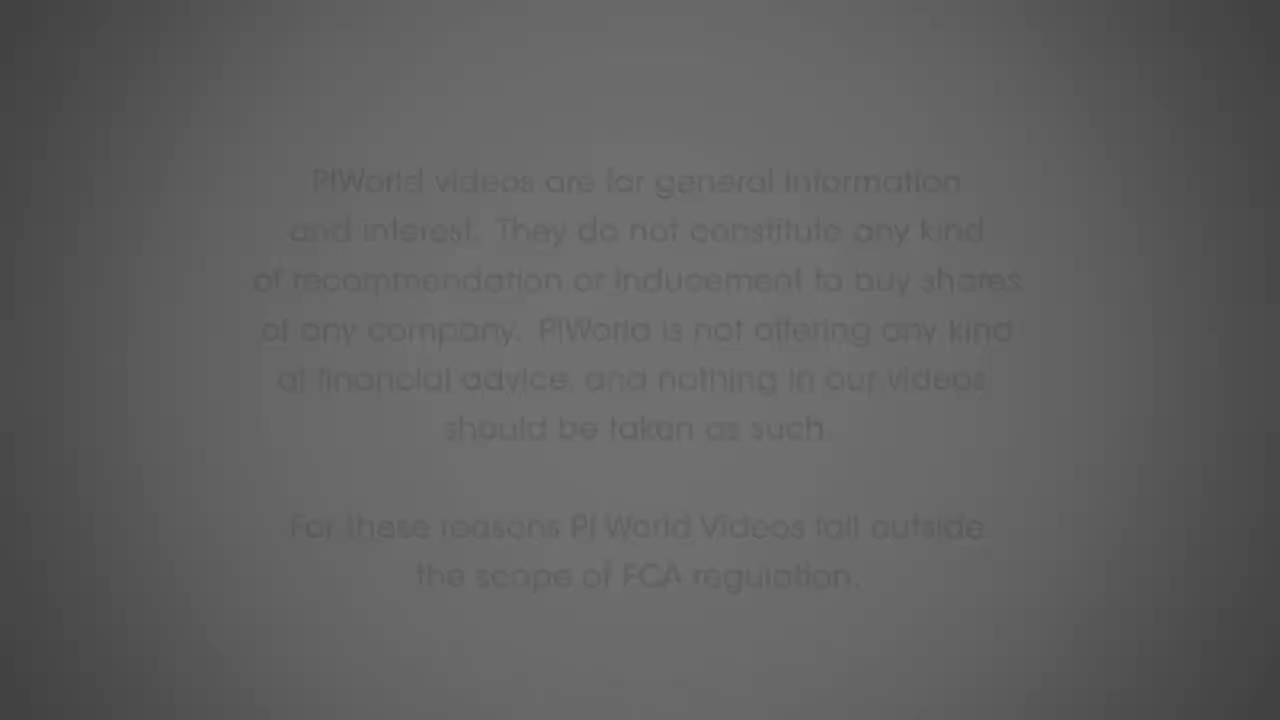 PIWorld videos are for general information
and interest. They do not constitute any kind
of recommendation or inducement to buy shares
of any company. PIWorld is not offering any kind
of financial advice, and nothing in our videos
should be taken as such.
For these reasons PI World Videos fall outside
the scope of FCA regulation.